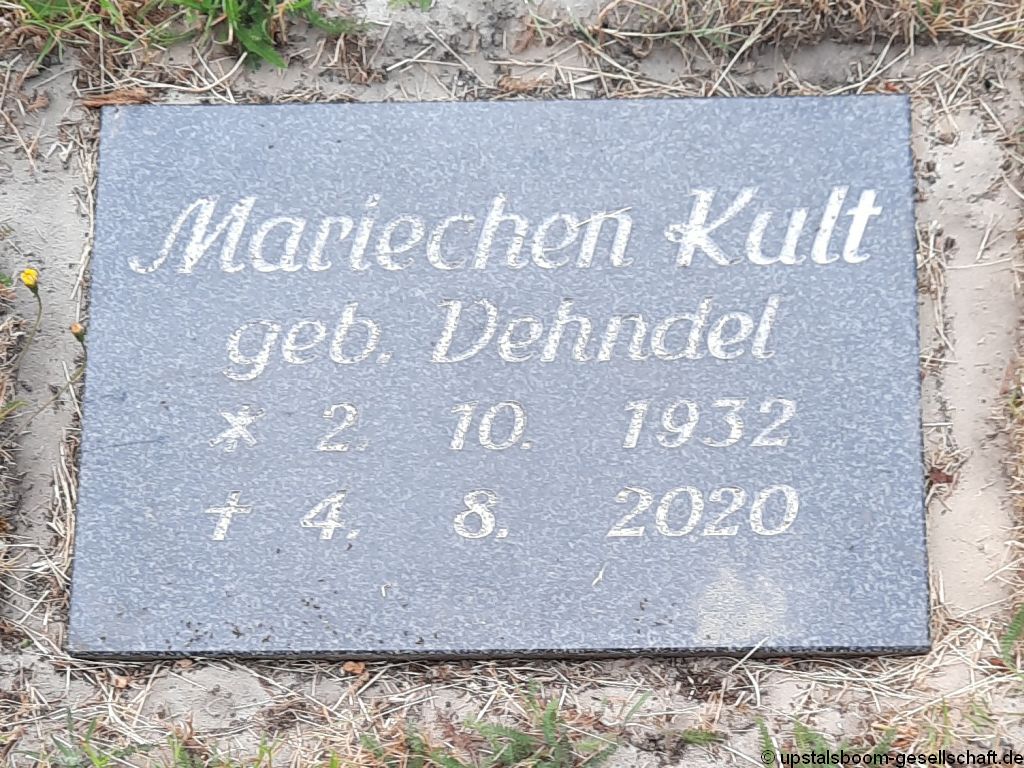 Mariechen Kult
geb. Dehndel
* 2. 10. 1932
† 4. 8. 2020
© upstalsboom-gesellschaft.de